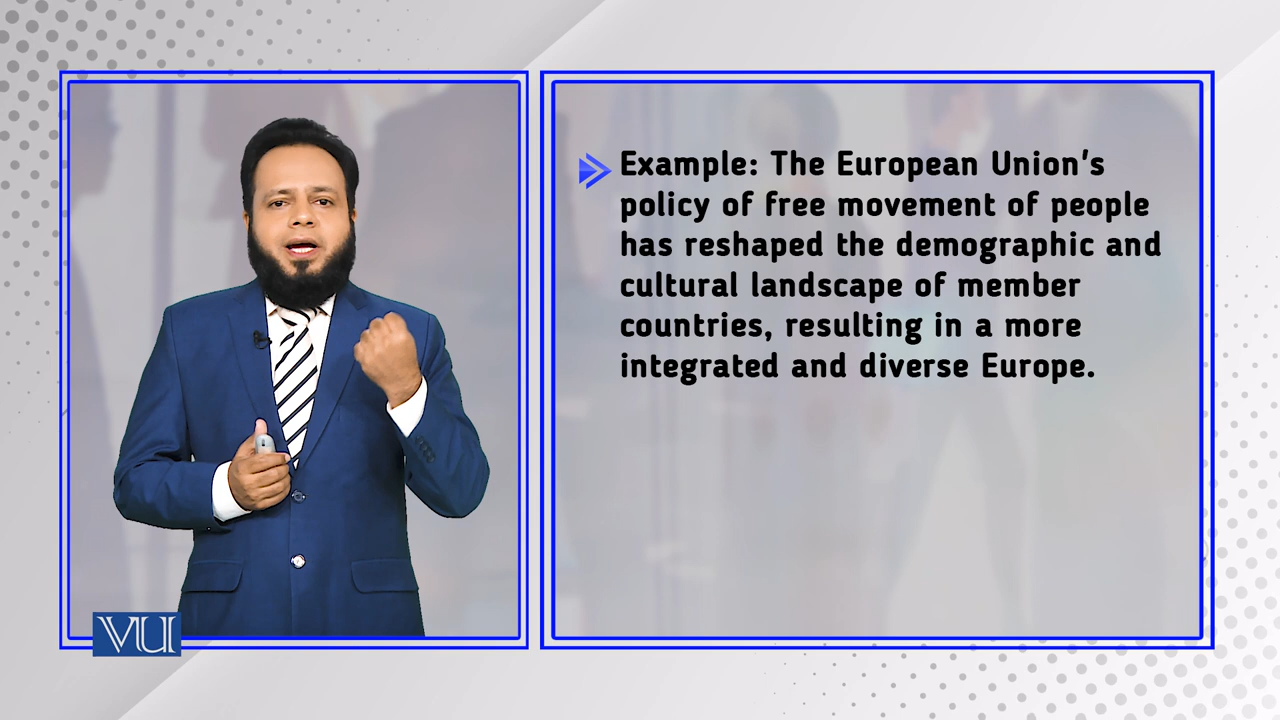 Example: The European Union's
policy of free movement of people
has reshaped the demographic and
cultural landscape of member
countries, resulting in a more
integrated and diverse Europe.
VU